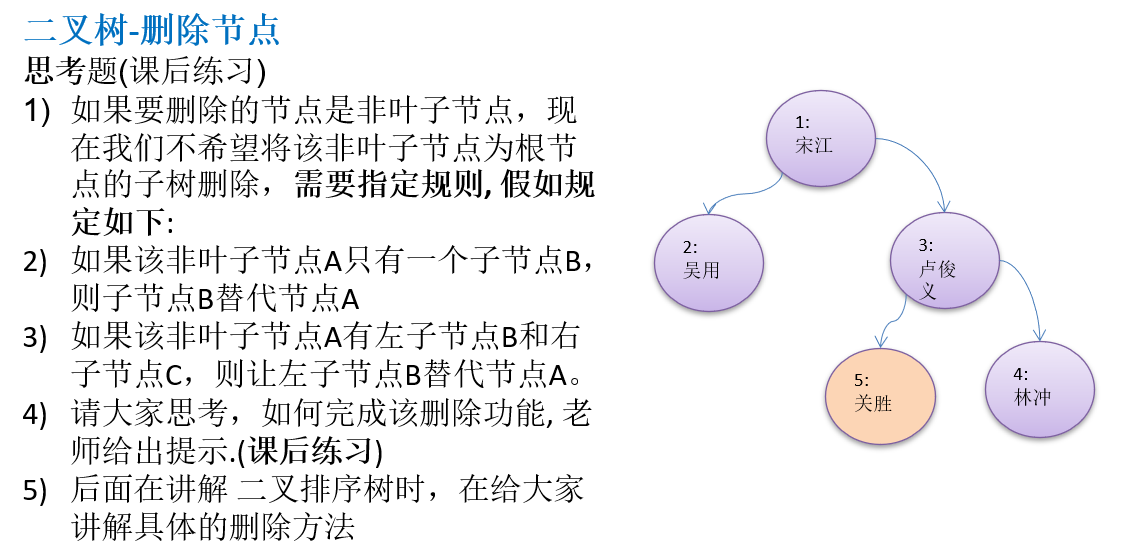 二叉树-删除节点
思考题(课后练习)
1) 如果要删除的节点是非叶子节点，现
在我们不希望将该非叶子节点为根节
点的子树删除，需要指定规则, 假如规
定如下:
2) 如果该非叶子节点A只有一个子节点B，
则子节点B替代节点A
3) 如果该非叶子节点A有左子节点B和右
子节点C，则让左子节点B替代节点A。
4) 请大家思考，如何完成该删除功能, 老
师给出提示.(课后练习)
5) 后面在讲解 二叉排序树时，在给大家
讲解具体的删除方法
1:
宋江
2:
吴用
3:
卢俊
义
5:
关胜
4:
林冲